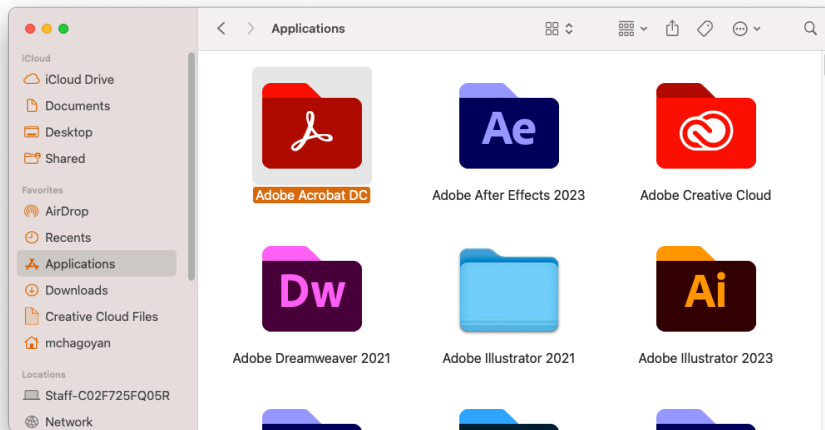 Applications
iCloud
iCloud Drive
Documents
Desktop
Shared
Favorites
AirDrop
Recents
Applications
Downloads
Creative Cloud Files
mchagoyan
Locations
Staff-C02F725FQ05R
Network
Adobe Acrobat DC
Ae
Adobe After Effects 2023
Adobe Creative Cloud
Dw
Adobe Dreamweaver 2021
Adobe Illustrator 2021
Ai
Adobe Illustrator 2023